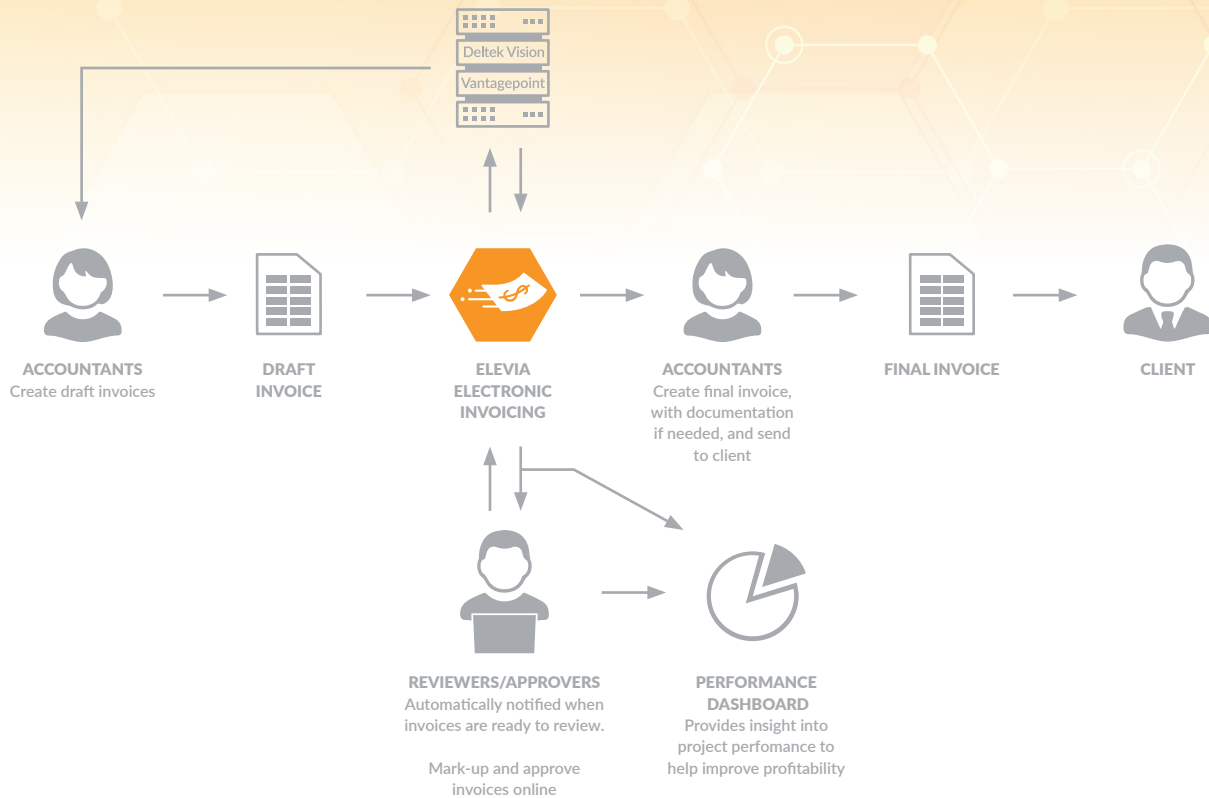 Deltek Vision
Vantagepoint
ACCOUNTANTS
Create draft invoices
DRAFT
INVOICE
ELEVIA
ELECTRONIC
INVOICING
ACCOUNTANTS
Create final invoice,
with documentation
if needed, and send
to client
FINAL INVOICE
CLIENT
REVIEWERS/APPROVERS
Automatically notified when
invoices are ready to review.
Mark-up and approve
invoices online
PERFORMANCE
DASHBOARD
Provides insight into
project perfomance to
help improve profitability